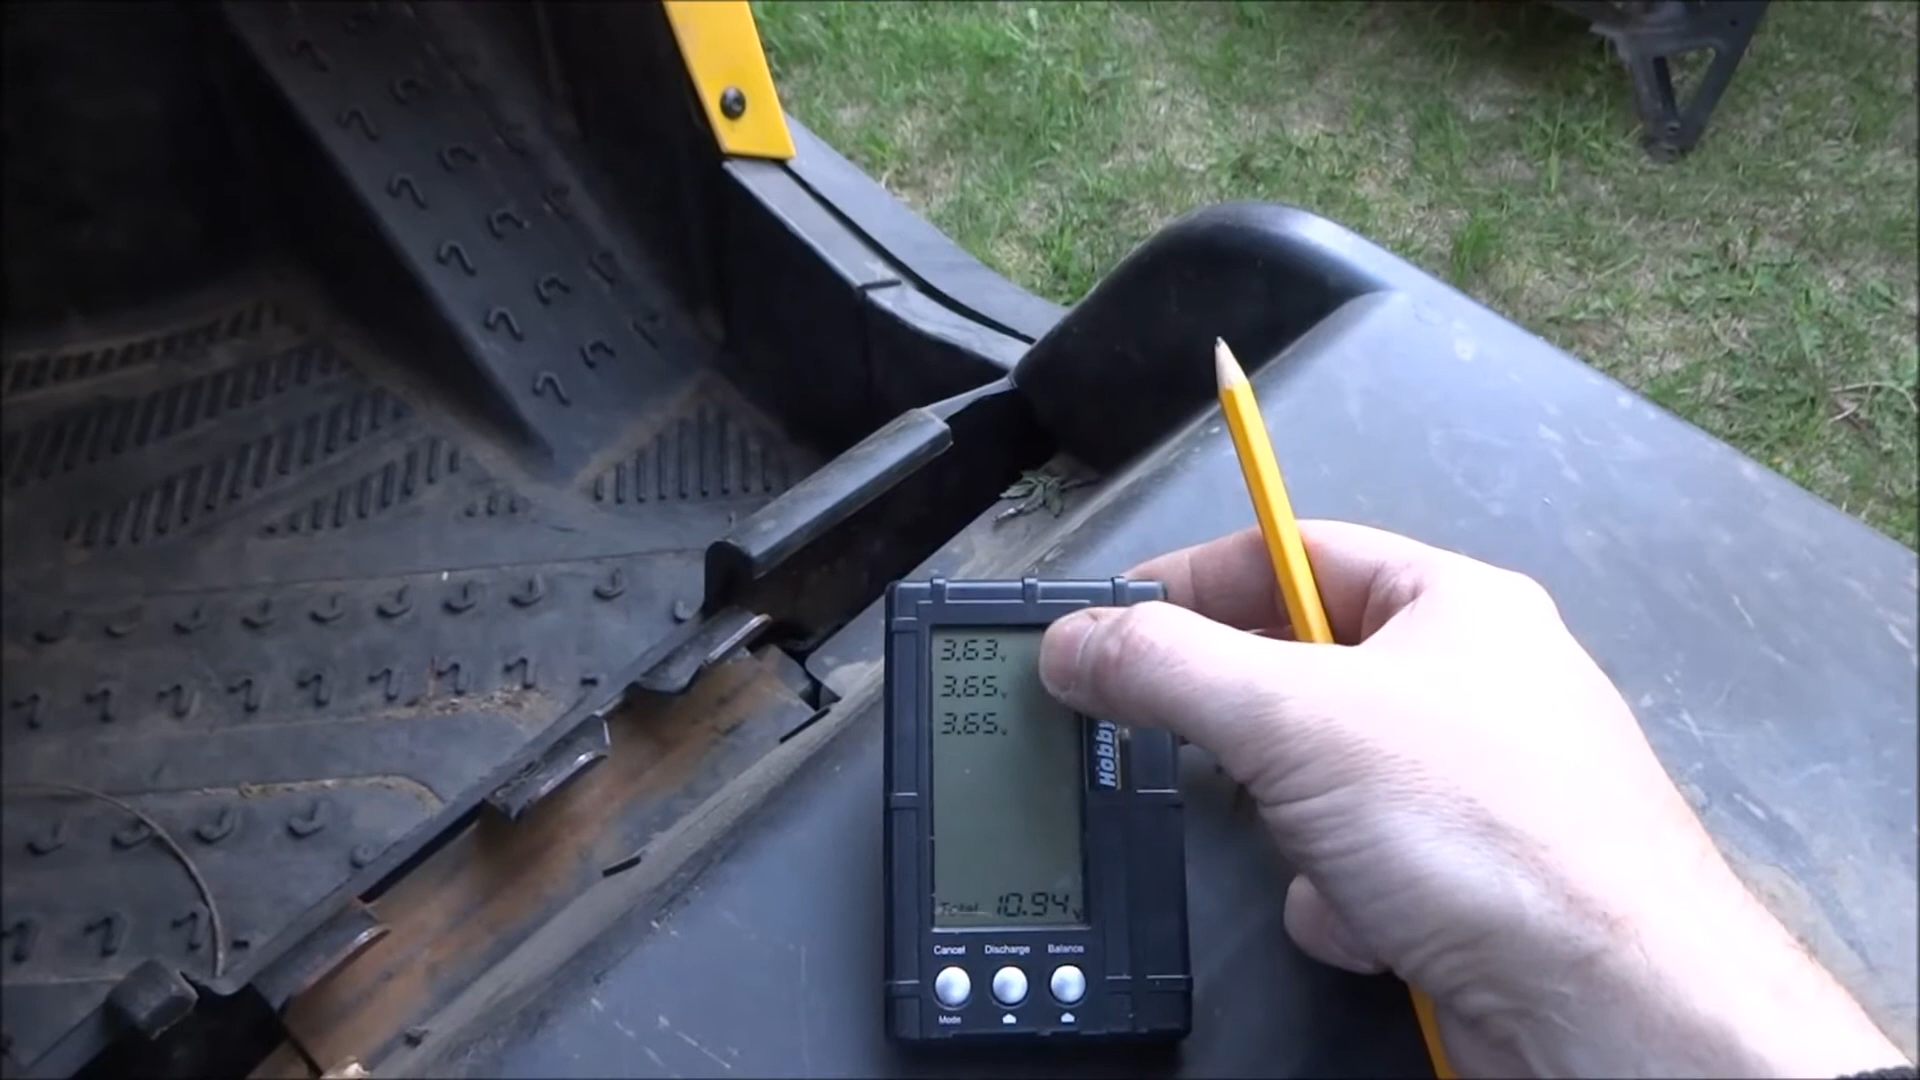 3.63v
3.65v
3.65v
Hobby
Total 10.94v
Cancel Discharge Balance
Mode